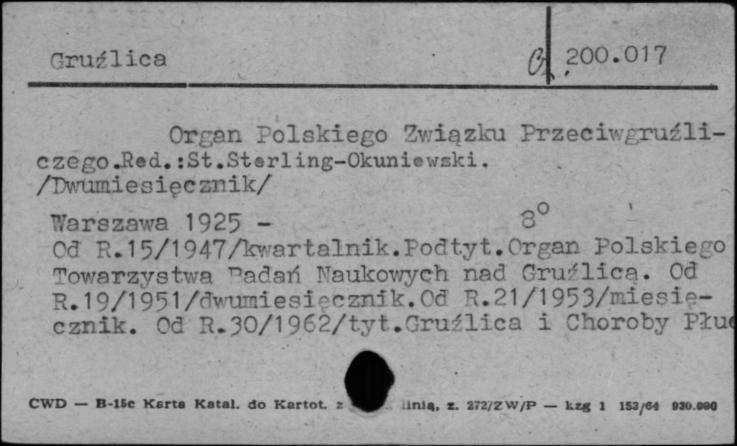 Gruźlica 200.017
Organ Polskiego Związku Przeciwgruźli-
czego.Red.:St.Sterling-Okuniewski.
/Dwumiesięcznik/
Warszawa 1925 - 8°
Od R.15/1947/kwartalnik.Podtyt.Organ Polskiego
Towarzystwa Badań Naukowych nad Gruźlicą. Od
R.19/1951/dwumiesięcznik.Od R.21/1953/miesię-
cznik. Od R.30/1962/tyt.Gruźlica i Choroby Płuc
CWD — B-15c Karta Katal. do Kartot. z linią, z. 272/ZW/P — kzg 1 153/64 930.000